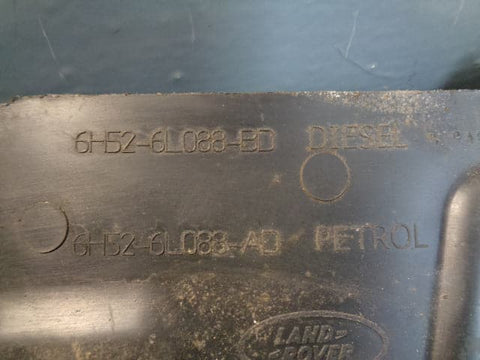 6H52-6L088-BD DIESEL
6H52-6L088-AD PETROL
LAND-
-ROVER